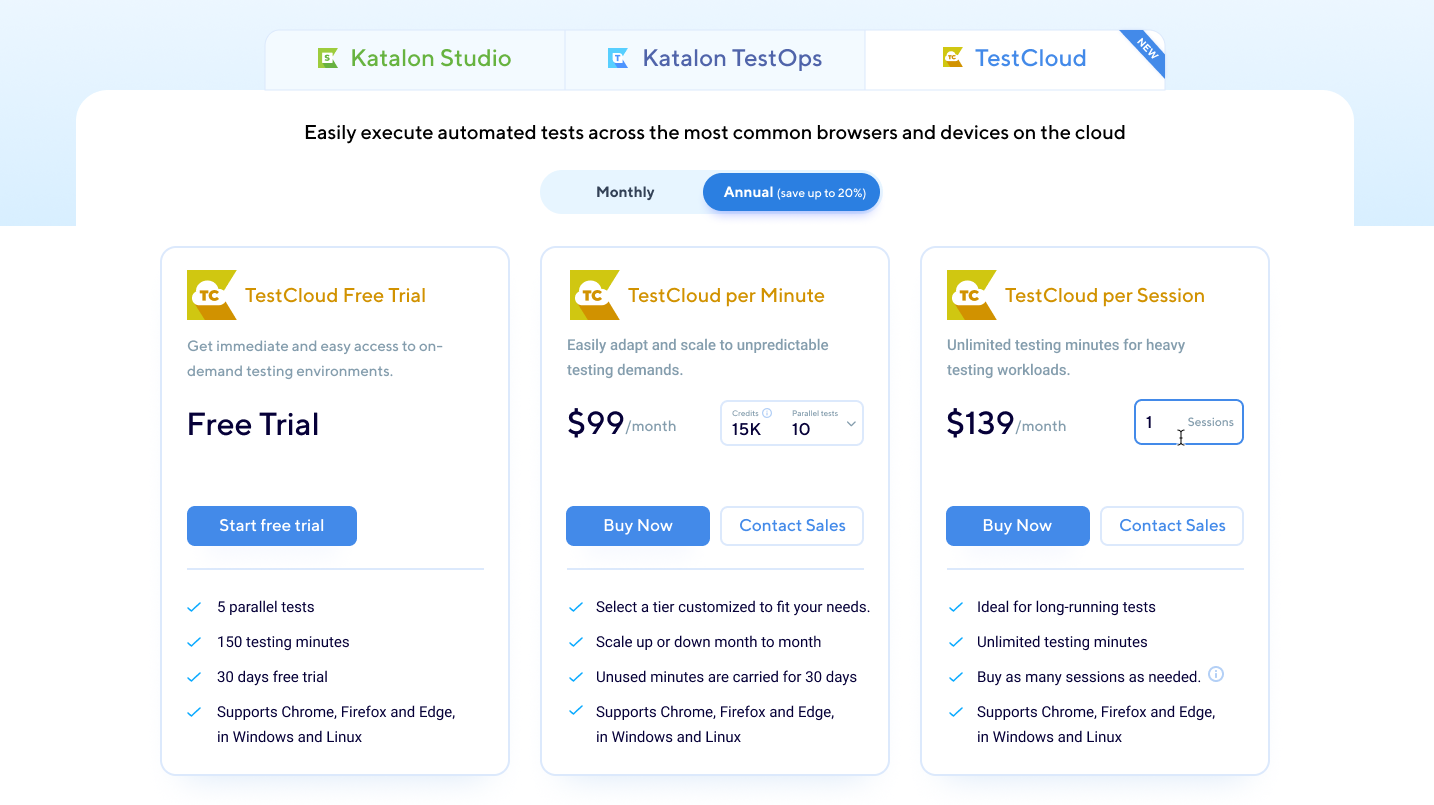 S Katalon Studio
T Katalon TestOps
TC TestCloud
NEW
Easily execute automated tests across the most common browsers and devices on the cloud
Monthly
Annual (save up to 20%)
TC TestCloud Free Trial
Get immediate and easy access to on-
demand testing environments.
Free Trial
Start free trial
5 parallel tests
150 testing minutes
30 days free trial
Supports Chrome, Firefox and Edge,
in Windows and Linux
TC TestCloud per Minute
Easily adapt and scale to unpredictable
testing demands.
$99/month
Credits Parallel tests
15K 10
Buy Now
Contact Sales
Select a tier customized to fit your needs.
Scale up or down month to month
Unused minutes are carried for 30 days
Supports Chrome, Firefox and Edge,
in Windows and Linux
TC TestCloud per Session
Unlimited testing minutes for heavy
testing workloads.
$139/month
1 Sessions
Buy Now
Contact Sales
Ideal for long-running tests
Unlimited testing minutes
Buy as many sessions as needed.
Supports Chrome, Firefox and Edge,
in Windows and Linux